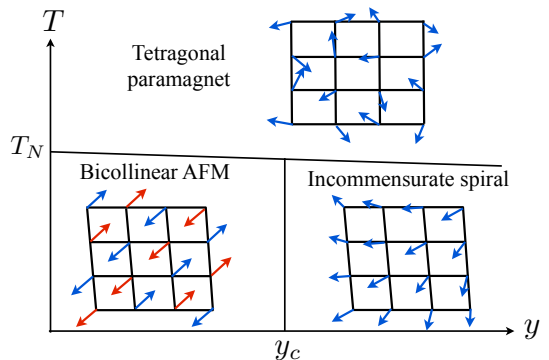 T
Tetragonal
paramagnet
T_N
Bicollinear AFM
Incommensurate spiral
y_c
y